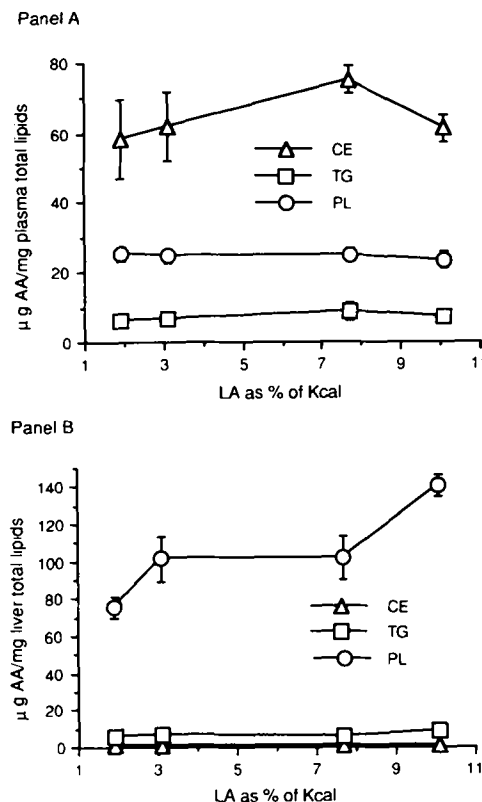 Panel A
µ g AA/mg plasma total lipids
80
60
40
20
0
CE
TG
PL
1 3 5 7 9 11
LA as % of Kcal
Panel B
µ g AA/mg liver total lipids
140
120
100
80
60
40
20
0
CE
TG
PL
1 3 5 7 9 11
LA as % of Kcal